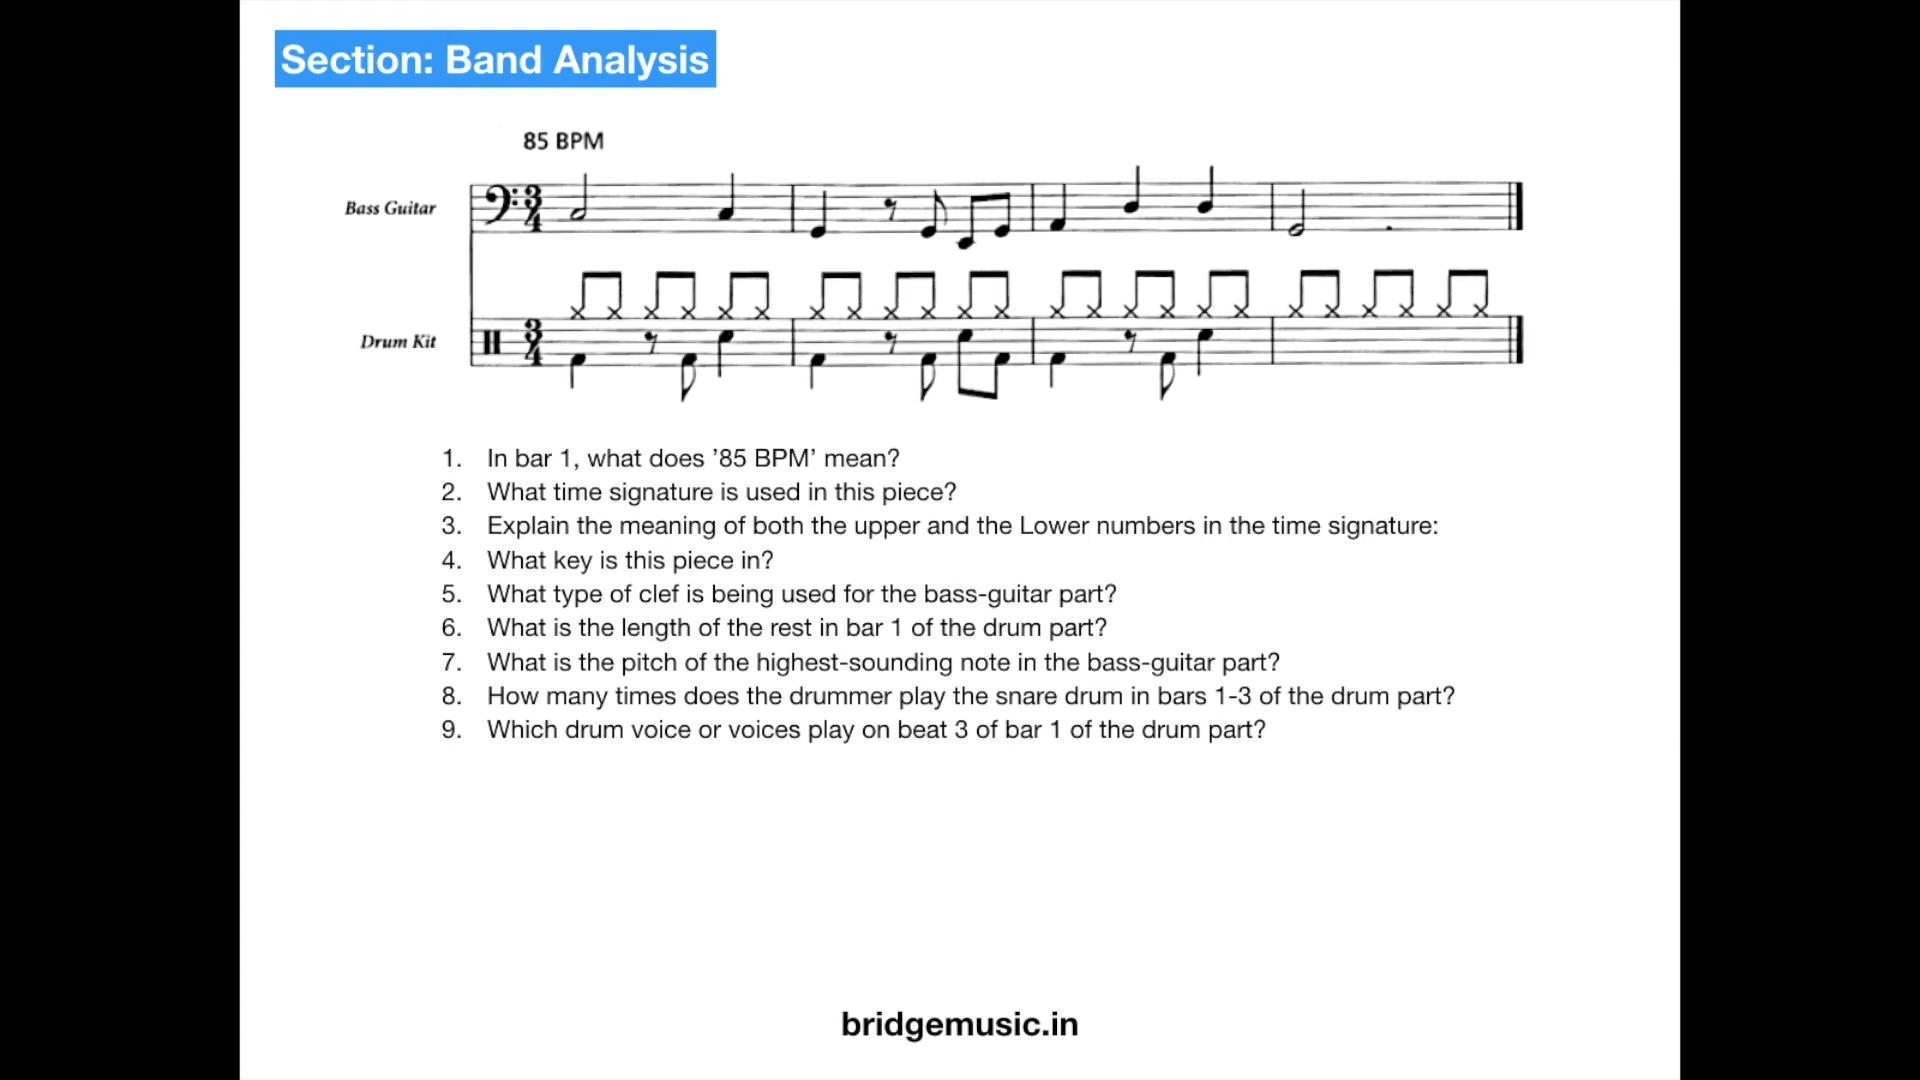 Section: Band Analysis
85 BPM
Bass Guitar
3
4
Drum Kit
3
4
1. In bar 1, what does ’85 BPM’ mean?
2. What time signature is used in this piece?
3. Explain the meaning of both the upper and the Lower numbers in the time signature:
4. What key is this piece in?
5. What type of clef is being used for the bass-guitar part?
6. What is the length of the rest in bar 1 of the drum part?
7. What is the pitch of the highest-sounding note in the bass-guitar part?
8. How many times does the drummer play the snare drum in bars 1-3 of the drum part?
9. Which drum voice or voices play on beat 3 of bar 1 of the drum part?
bridgemusic.in